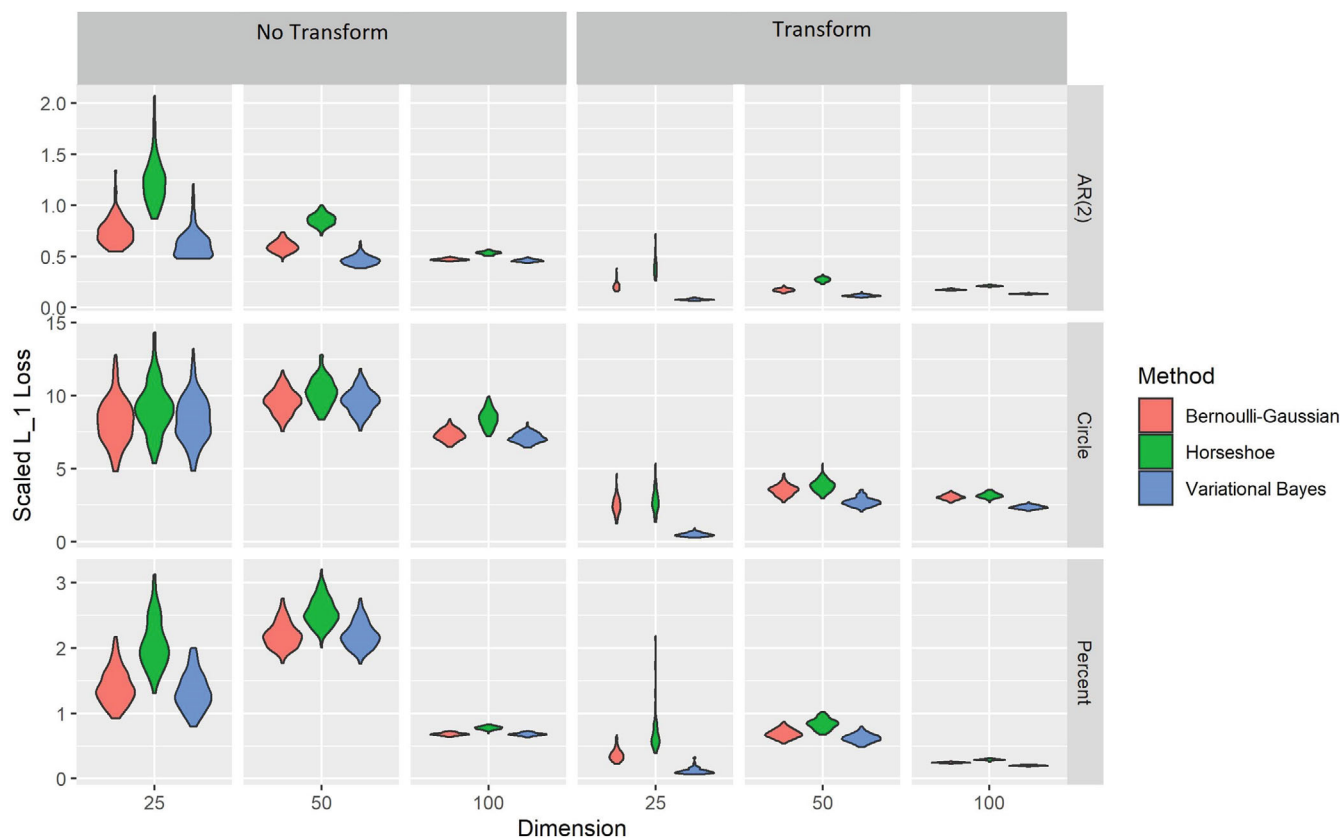 No Transform
Transform
2.0
1.5
1.0
0.5
0.0
AR(2)
15
10
5
0
Circle
3
2
1
0
Percent
Scaled L_1 Loss
25
50
100
25
50
100
Dimension
Method
Bernoulli-Gaussian
Horseshoe
Variational Bayes